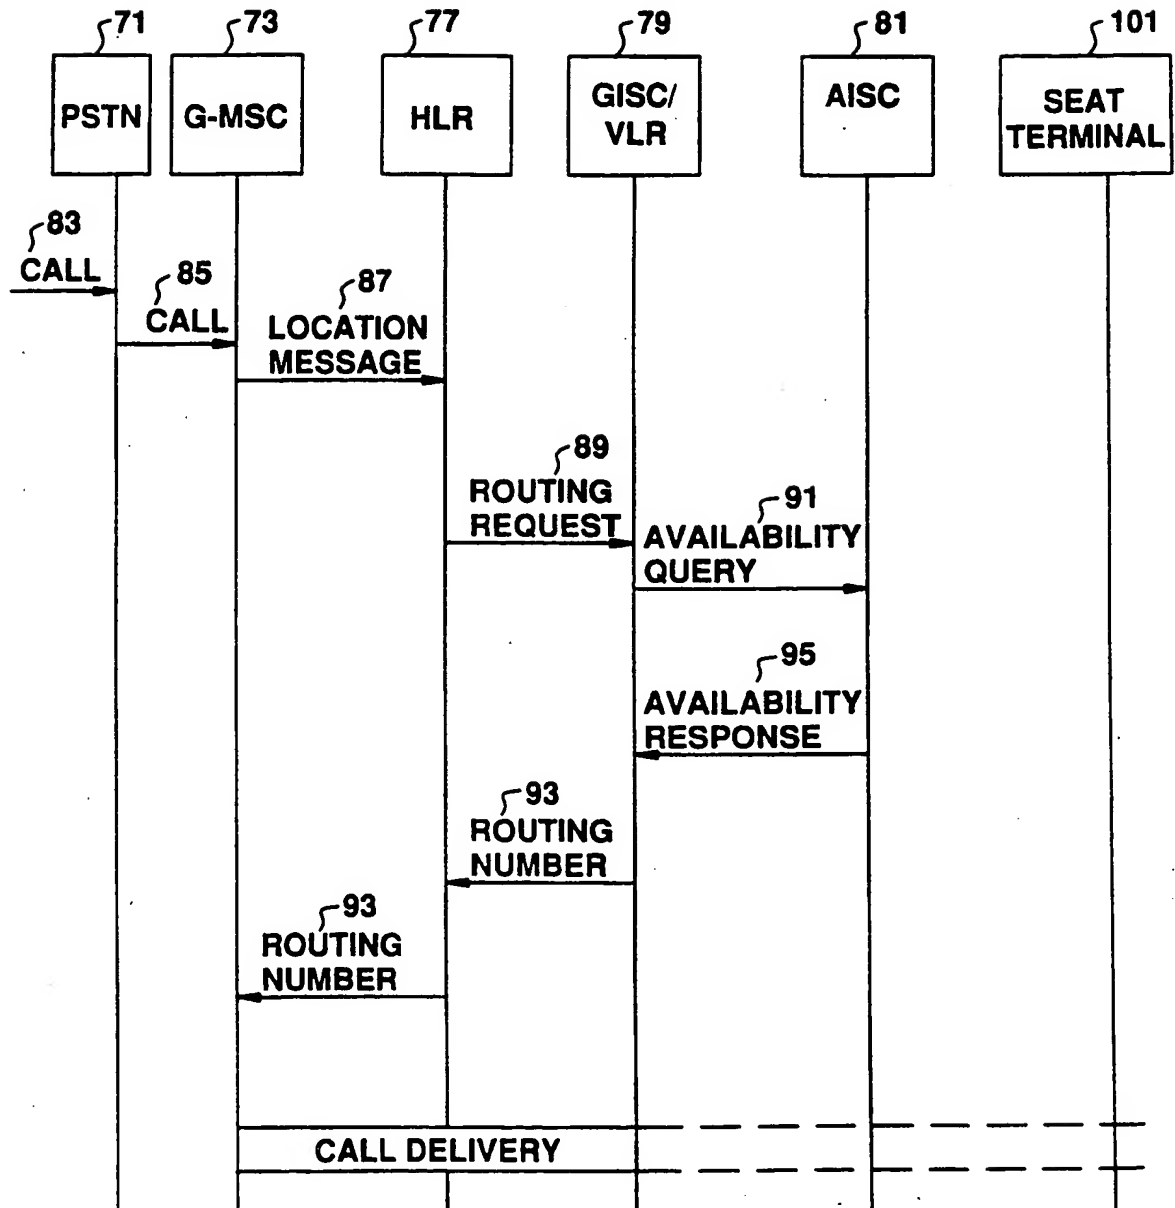 71
73
77
79
81
101
PSTN
G-MSC
HLR
GISC/
VLR
AISC
SEAT
TERMINAL
83
CALL
85
CALL
87
LOCATION
MESSAGE
89
ROUTING
REQUEST
91
AVAILABILITY
QUERY
95
AVAILABILITY
RESPONSE
93
ROUTING
NUMBER
93
ROUTING
NUMBER
CALL DELIVERY